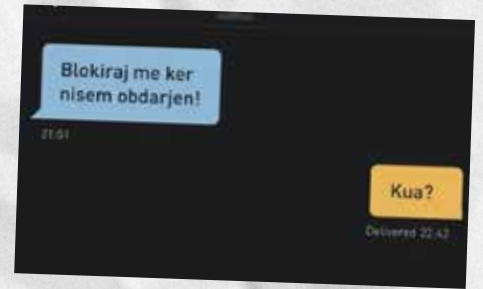 Blokiraj me ker
nisem obdarjen!
21:51
Kua?
Delivered 22:42